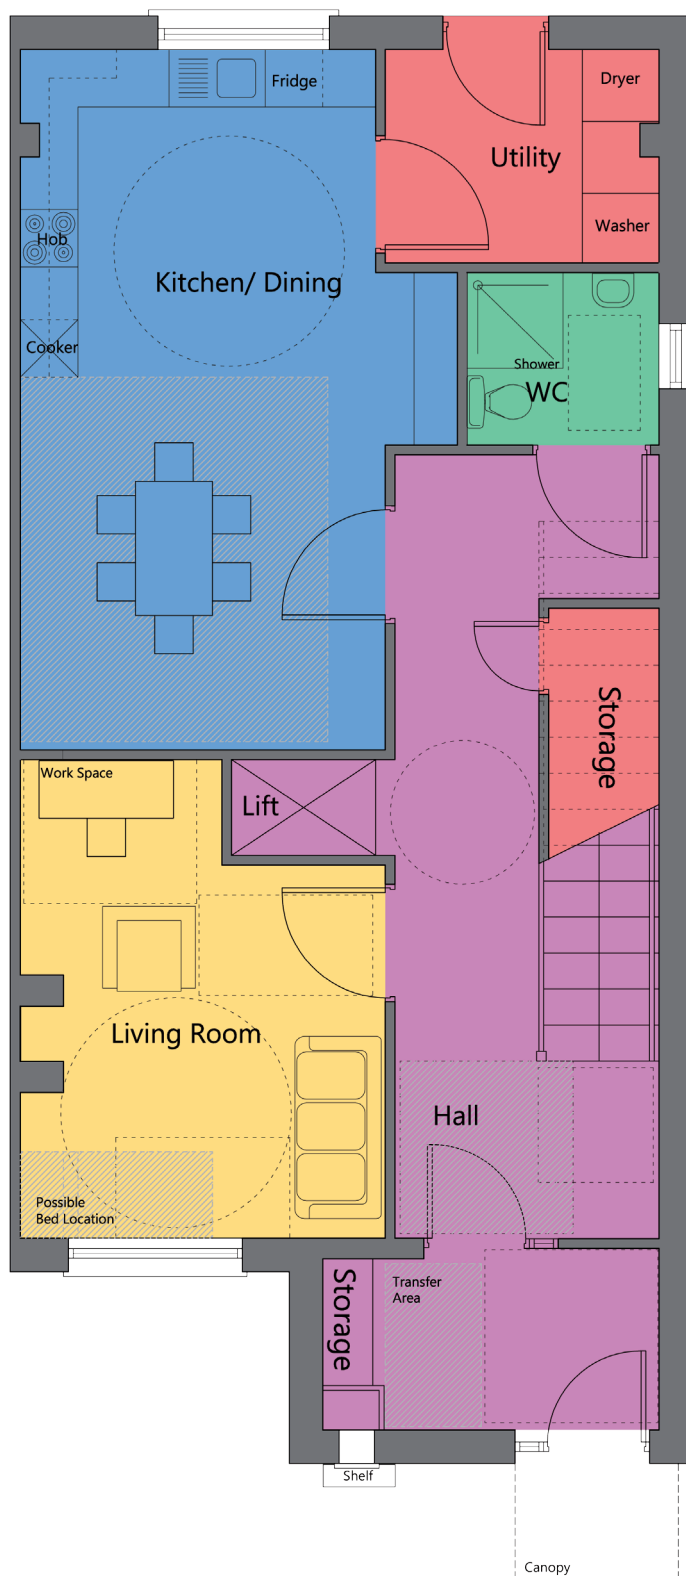 Fridge
Dryer
Utility
Washer
Hob
Kitchen/ Dining
Cooker
Shower
WC
Storage
Work Space
Lift
Living Room
Hall
Possible
Bed Location
Storage
Transfer
Area
Shelf
Canopy